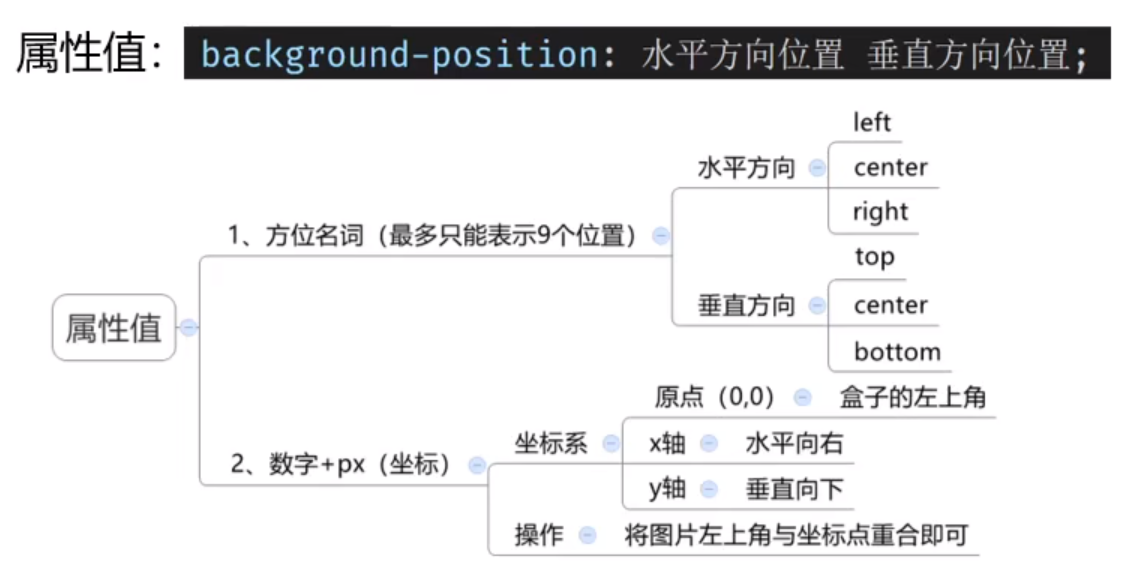 属性值：background-position: 水平方向位置 垂直方向位置;
left
水平方向
center
right
1、方位名词（最多只能表示9个位置）
top
垂直方向
center
属性值
bottom
原点（0,0）
盒子的左上角
坐标系
x轴
水平向右
2、数字+px（坐标）
y轴
垂直向下
操作
将图片左上角与坐标点重合即可